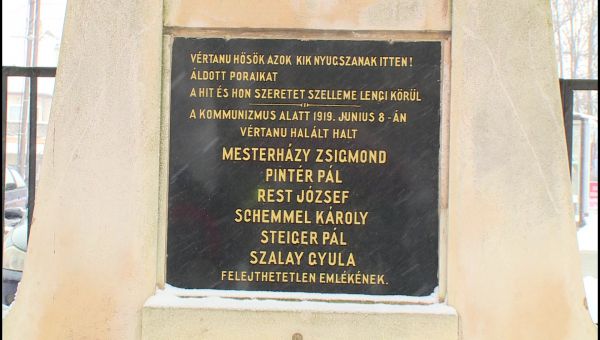 VÉRTANU HŐSÖK AZOK KIK NYUGSZANAK ITTEN!
ÁLDOTT PORAIKAT
A HIT ÉS HON SZERETET SZELLEME LENGI KÖRÜL
A KOMMUNIZMUS ALATT 1919. JUNIUS 8-ÁN
VÉRTANU HALÁLT HALT
MESTERHÁZY ZSIGMOND
PINTÉR PÁL
REST JÓZSEF
SCHEMMEL KÁROLY
STEIGER PÁL
SZALAY GYULA
FELEJTHETETLEN EMLÉKÉNEK.